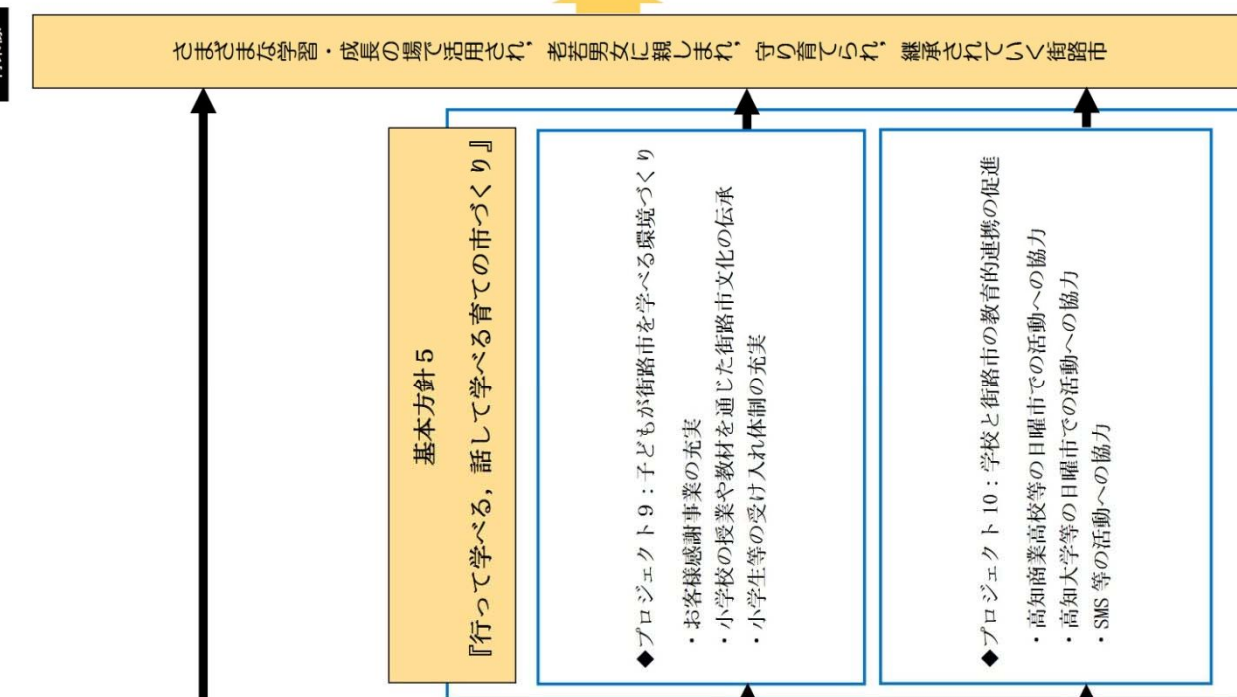 さまざまな学習・成長の場で活用され，老若男女に親しまれ，守り育てられ，継承されていく街路市
基本方針５
『行って学べる，話して学べる育ての市づくり』
◆プロジェクト９：子どもが街路市を学べる環境づくり
・お客様感謝事業の充実
・小学校の授業や教材を通じた街路市文化の伝承
・小学生等の受け入れ体制の充実
◆プロジェクト10：学校と街路市の教育的連携の促進
・高知商業高校等の日曜市での活動への協力
・高知大学等の日曜市での活動への協力
・SMS 等の活動への協力